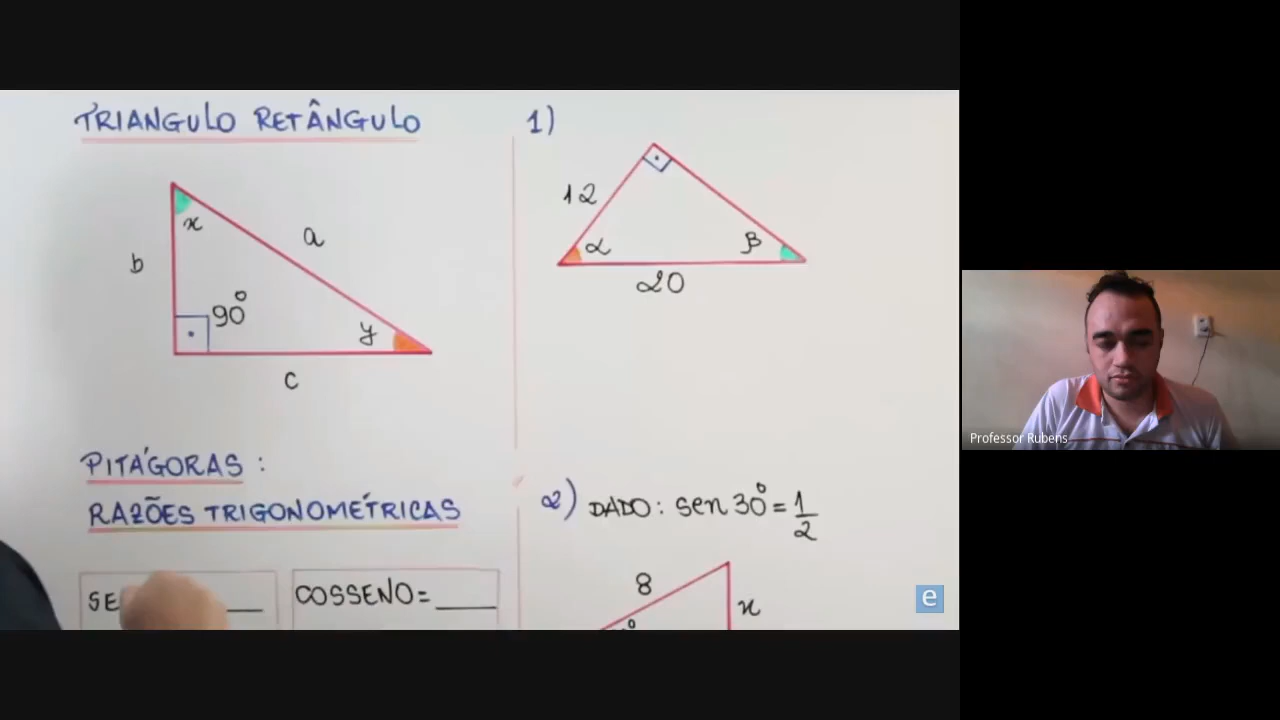 TRIANGULO RETÂNGULO
x
a
b
90°
y
c
PITÁGORAS :
RAZÕES TRIGONOMÉTRICAS
COSSENO= ____
1)
12
α
β
20
2) DADO: sen 30° = 1/2
8
x
°
e
Professor Rubens